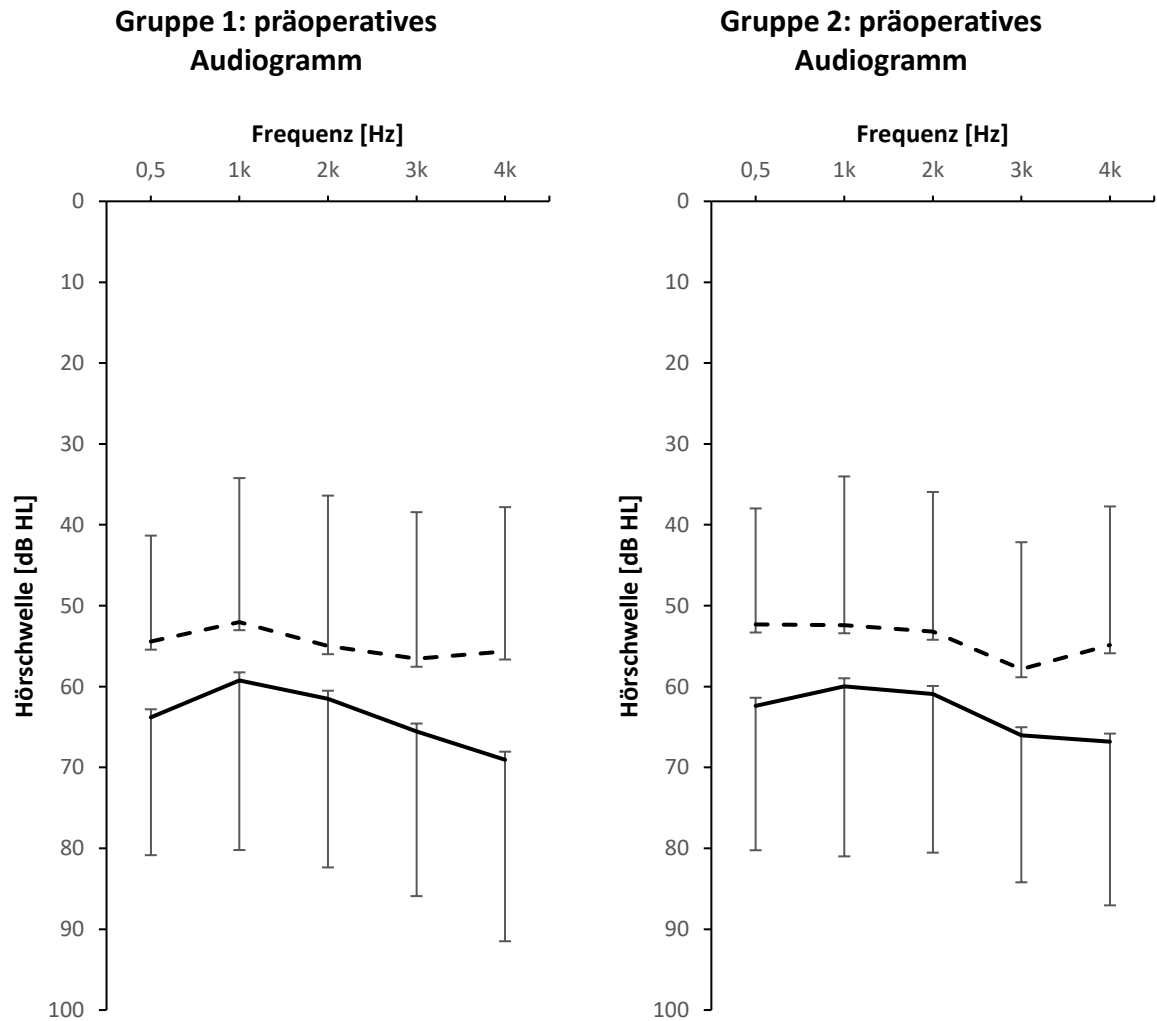 Gruppe 1: präoperatives
Audiogramm
Frequenz [Hz]
0,5 1k 2k 3k 4k
0
10
20
30
40
50
60
70
80
90
100
Hörschwelle [dB HL]
Gruppe 2: präoperatives
Audiogramm
Frequenz [Hz]
0,5 1k 2k 3k 4k
0
10
20
30
40
50
60
70
80
90
100
Hörschwelle [dB HL]